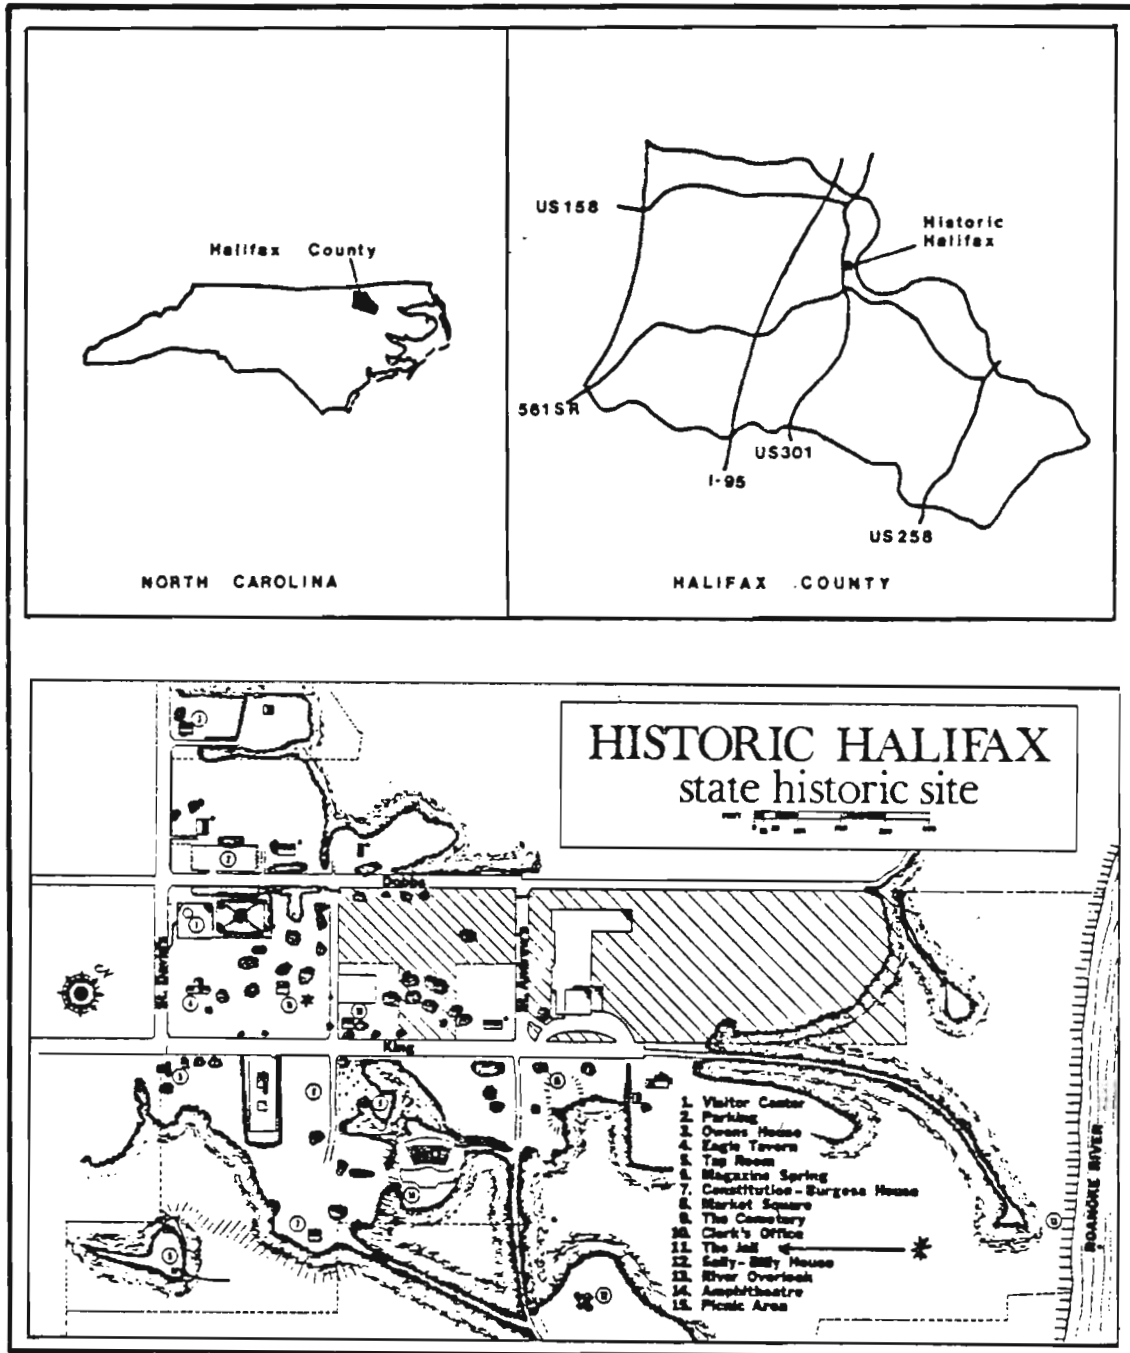 Halifax County
NORTH CAROLINA
US158
Historic
Halifax
561SR
US301
I-95
US258
HALIFAX COUNTY
HISTORIC HALIFAX
state historic site
FEET
Dobbs
St. David's
St. Andrew's
N
King
1. Visitor Center
2. Parking
3. Owens House
4. Eagle Tavern
5. Tap Room
6. Magazine Spring
7. Constitution-Burgess House
8. Market Square
9. The Cemetery
10. Clerk's Office
11. The Jail
12. Sally-Billy House
13. River Overlook
14. Amphitheatre
15. Picnic Area
ROANOKE RIVER